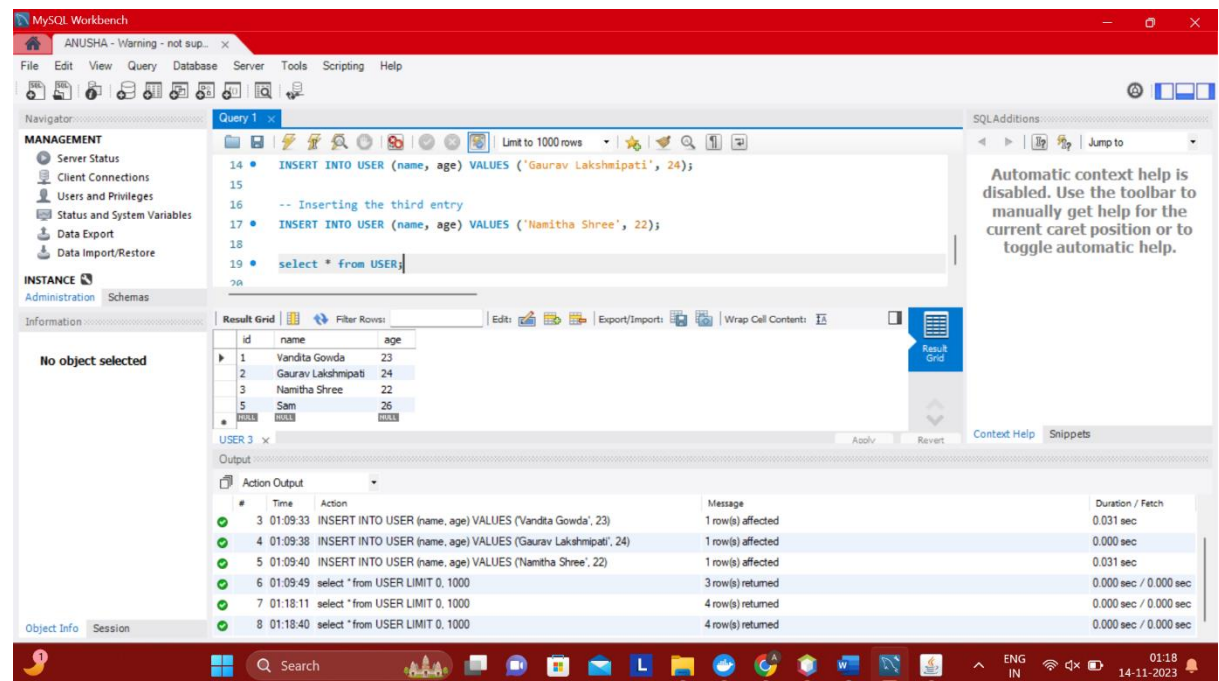 MySQL Workbench
ANUSHA - Warning - not sup...
File Edit View Query Database Server Tools Scripting Help
Navigator
MANAGEMENT
Server Status
Client Connections
Users and Privileges
Status and System Variables
Data Export
Data Import/Restore
INSTANCE
Administration Schemas
Information
No object selected
Object Info Session
Query 1
Limit to 1000 rows
14 INSERT INTO USER (name, age) VALUES ('Gaurav Lakshmipati', 24);
15
16 -- Inserting the third entry
17 INSERT INTO USER (name, age) VALUES ('Namitha Shree', 22);
18
19 select * from USER;
20
Result Grid Filter Rows: Edit: Export/Import: Wrap Cell Content:
id name age
1 Vandita Gowda 23
2 Gaurav Lakshmipati 24
3 Namitha Shree 22
5 Sam 26
NULL NULL NULL
Result Grid
USER 3 Apply Revert
Output
Action Output
# Time Action Message Duration / Fetch
3 01:09:33 INSERT INTO USER (name, age) VALUES ('Vandita Gowda', 23) 1 row(s) affected 0.031 sec
4 01:09:38 INSERT INTO USER (name, age) VALUES ('Gaurav Lakshmipati', 24) 1 row(s) affected 0.000 sec
5 01:09:40 INSERT INTO USER (name, age) VALUES ('Namitha Shree', 22) 1 row(s) affected 0.031 sec
6 01:09:49 select * from USER LIMIT 0, 1000 3 row(s) returned 0.000 sec / 0.000 sec
7 01:18:11 select * from USER LIMIT 0, 1000 4 row(s) returned 0.000 sec / 0.000 sec
8 01:18:40 select * from USER LIMIT 0, 1000 4 row(s) returned 0.000 sec / 0.000 sec
SQLAdditions
Jump to
Automatic context help is
disabled. Use the toolbar to
manually get help for the
current caret position or to
toggle automatic help.
Context Help Snippets
1
Search
L
A
W
ENG
IN
01:18
14-11-2023